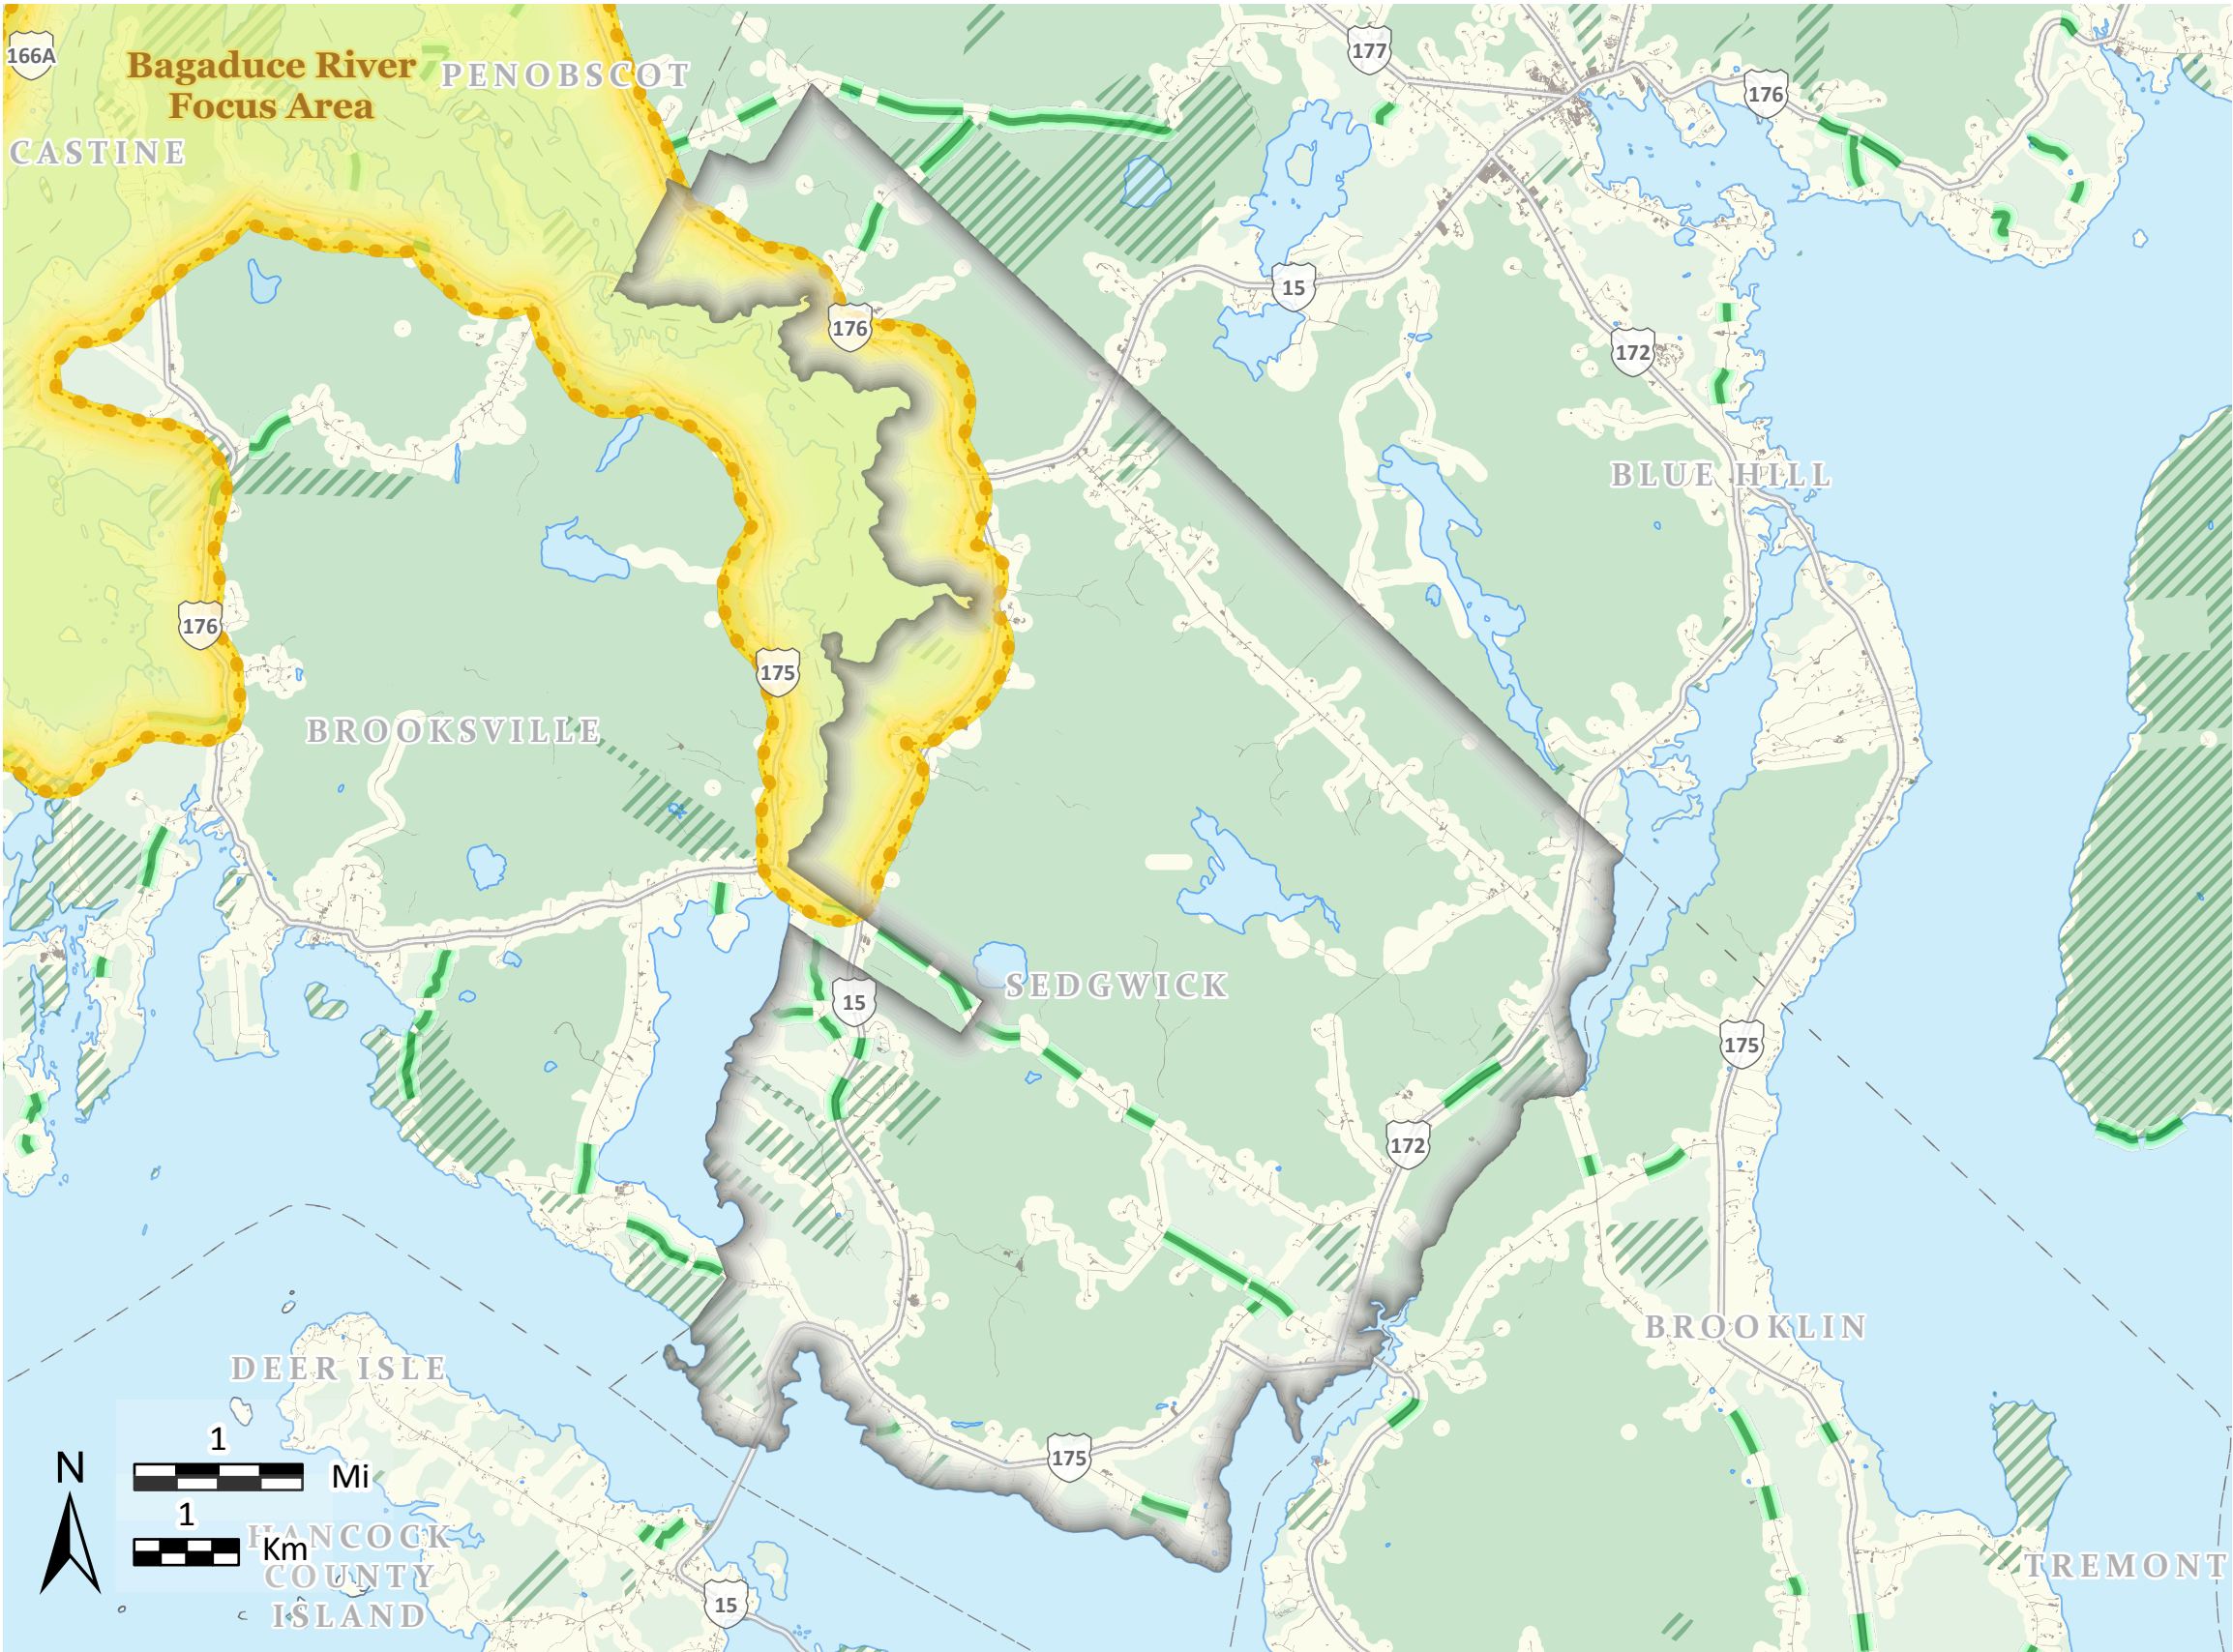 166A
Bagaduce River
Focus Area
PENOBSCOT
177
176
CASTINE
15
176
172
BLUE HILL
176
175
BROOKSVILLE
SEDGWICK
15
175
172
BROOKLIN
DEER ISLE
175
N
1
Mi
1
Km
HANCOCK
COUNTY
ISLAND
15
TREMONT